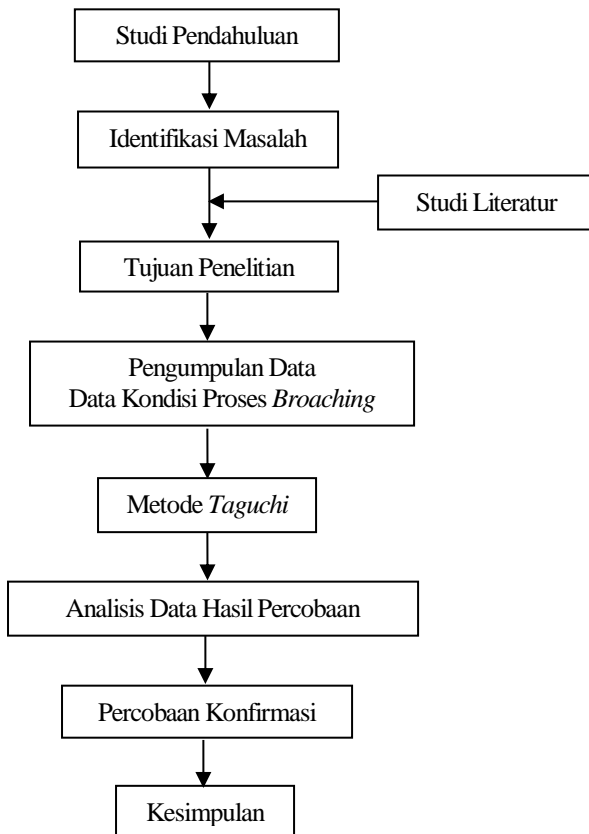 Studi Pendahuluan
Identifikasi Masalah
Studi Literatur
Tujuan Penelitian
Pengumpulan Data
Data Kondisi Proses Broaching
Metode Taguchi
Analisis Data Hasil Percobaan
Percobaan Konfirmasi
Kesimpulan